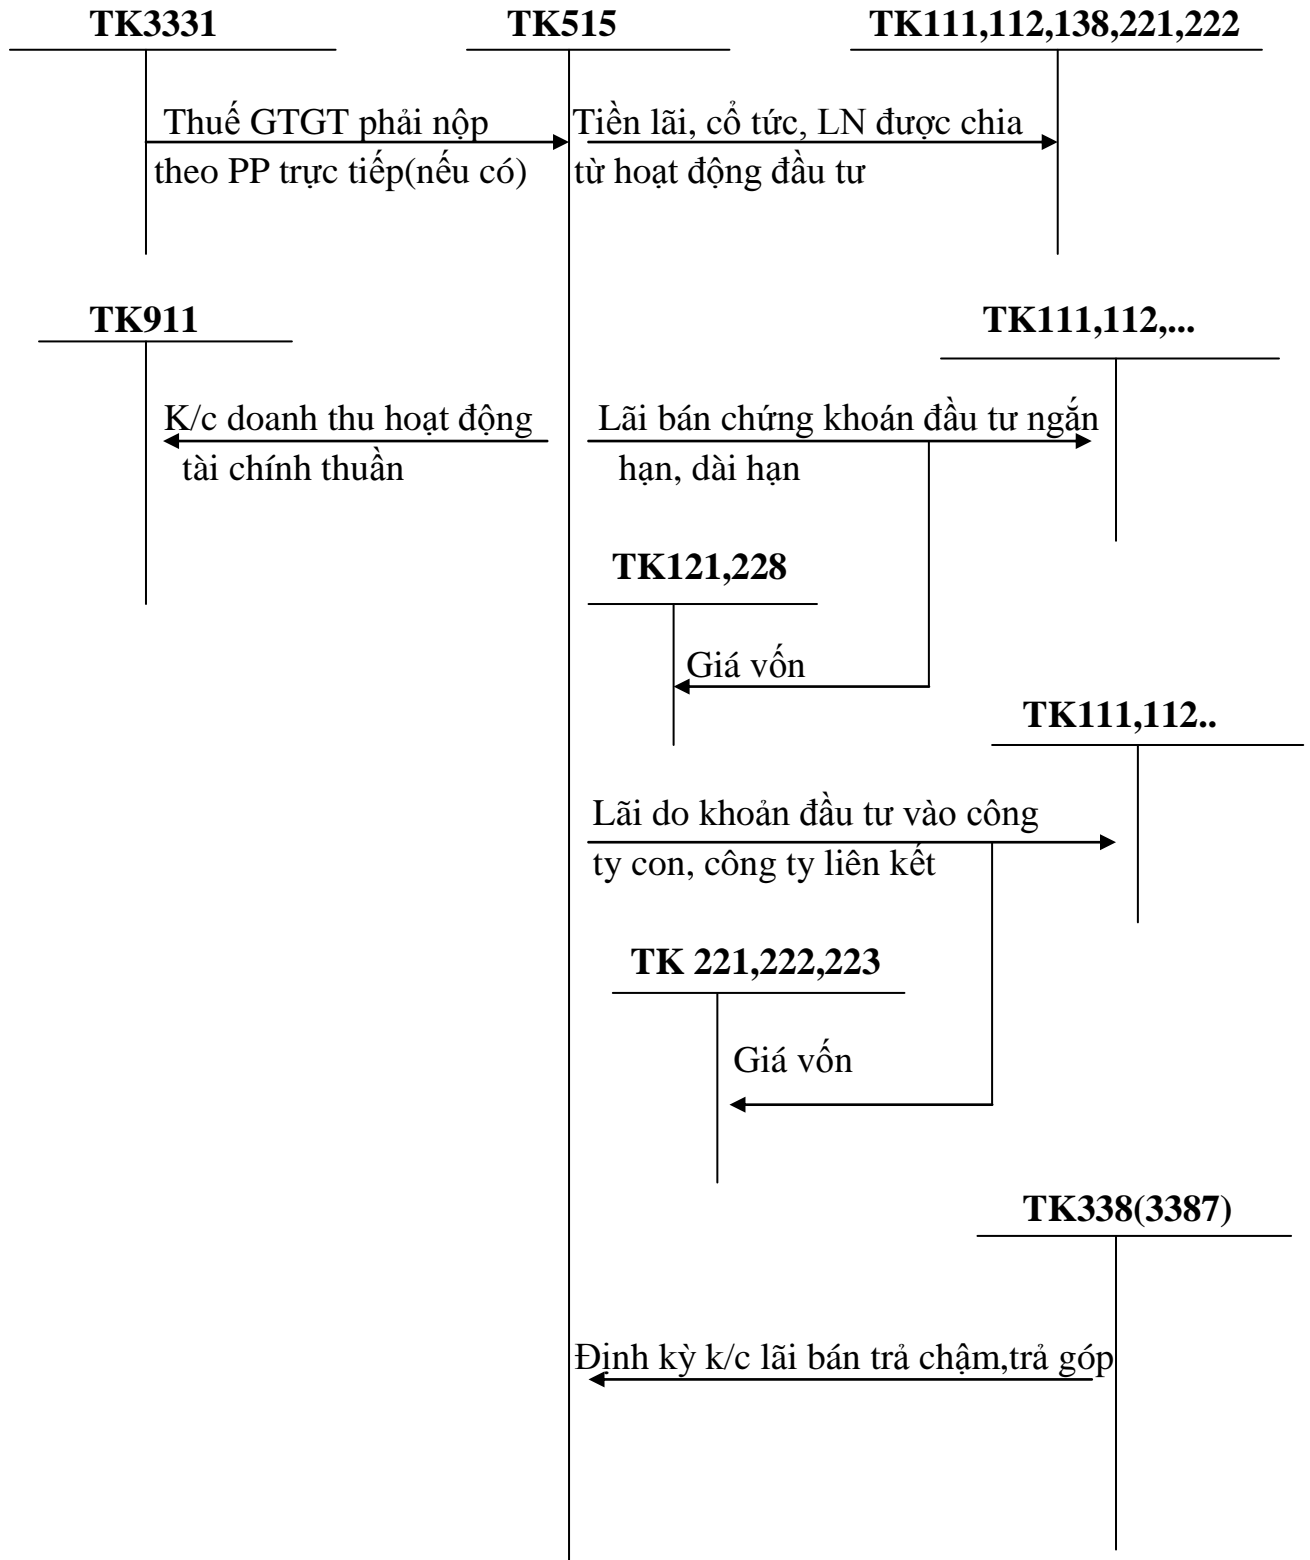 TK3331
TK515
TK111,112,138,221,222
Thuế GTGT phải nộp
theo PP trực tiếp(nếu có)
Tiền lãi, cổ tức, LN được chia
từ hoạt động đầu tư
TK911
TK111,112,...
K/c doanh thu hoạt động
tài chính thuần
Lãi bán chứng khoán đầu tư ngắn
hạn, dài hạn
TK121,228
Giá vốn
TK111,112..
Lãi do khoản đầu tư vào công
ty con, công ty liên kết
TK 221,222,223
Giá vốn
TK338(3387)
Định kỳ k/c lãi bán trả chậm,trả góp